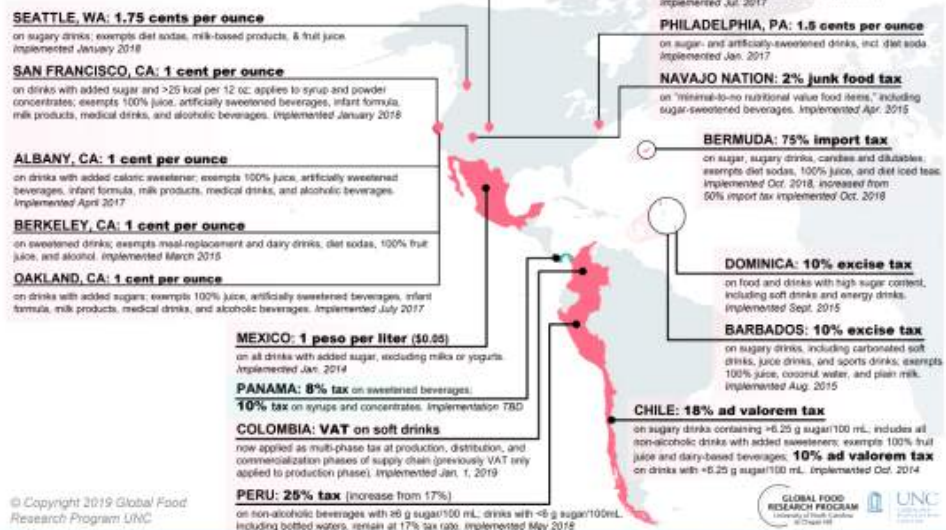 SEATTLE, WA: 1.75 cents per ounce
on sugary drinks; exempts diet sodas, milk-based products, & fruit juice.
Implemented January 2018
SAN FRANCISCO, CA: 1 cent per ounce
on drinks with added sugar and >25 kcal per 12 oz; applies to syrup and powder
concentrates; exempts 100% juice, artificially sweetened beverages, infant formula,
milk products, medical drinks, and alcoholic beverages. Implemented January 2018
ALBANY, CA: 1 cent per ounce
on drinks with added caloric sweetener; exempts 100% juice, artificially sweetened
beverages, infant formula, milk products, medical drinks, and alcoholic beverages.
Implemented April 2017
BERKELEY, CA: 1 cent per ounce
on sweetened drinks; exempts meal-replacement and dairy drinks, diet sodas, 100% fruit
juice, and alcohol. Implemented March 2015
OAKLAND, CA: 1 cent per ounce
on drinks with added sugars; exempts 100% juice, artificially sweetened beverages, infant
formula, milk products, medical drinks, and alcoholic beverages. Implemented July 2017
MEXICO: 1 peso per liter ($0.05)
on all drinks with added sugar, excluding milks or yogurts.
Implemented Jan. 2014
PANAMA: 8% tax on sweetened beverages;
10% tax on syrups and concentrates. Implementation TBD
COLOMBIA: VAT on soft drinks
now applied as multi-phase tax at production, distribution, and
commercialization phases of supply chain (previously VAT only
applied to production phase). Implemented Jan. 1, 2019
PERU: 25% tax (increase from 17%)
on non-alcoholic beverages with ≥6 g sugar/100 mL; drinks with <6 g sugar/100mL,
including bottled waters, remain at 17% tax rate. Implemented May 2018
Implemented Jul. 2017
PHILADELPHIA, PA: 1.5 cents per ounce
on sugar- and artificially-sweetened drinks, incl. diet soda
Implemented Jan. 2017
NAVAJO NATION: 2% junk food tax
on "minimal-to-no nutritional value food items," including
sugar-sweetened beverages. Implemented Apr. 2015
BERMUDA: 75% import tax
on sugar, sugary drinks, candies and dilutables;
exempts diet sodas, 100% juice, and diet iced teas.
Implemented Oct. 2018, increased from
50% import tax implemented Oct. 2018
DOMINICA: 10% excise tax
on food and drinks with high sugar content,
including soft drinks and energy drinks.
Implemented Sept. 2015
BARBADOS: 10% excise tax
on sugary drinks, including carbonated soft
drinks, juice drinks, and sports drinks; exempts
100% juice, coconut water, and plain milk.
Implemented Aug. 2015
CHILE: 18% ad valorem tax
on sugary drinks containing >6.25 g sugar/100 mL; includes all
non-alcoholic drinks with added sweeteners; exempts 100% fruit
juice and dairy-based beverages; 10% ad valorem tax
on drinks with <6.25 g sugar/100 mL. Implemented Oct. 2014
© Copyright 2019 Global Food
Research Program UNC
GLOBAL FOOD
RESEARCH PROGRAM
University of North Carolina
at Chapel Hill
UNC